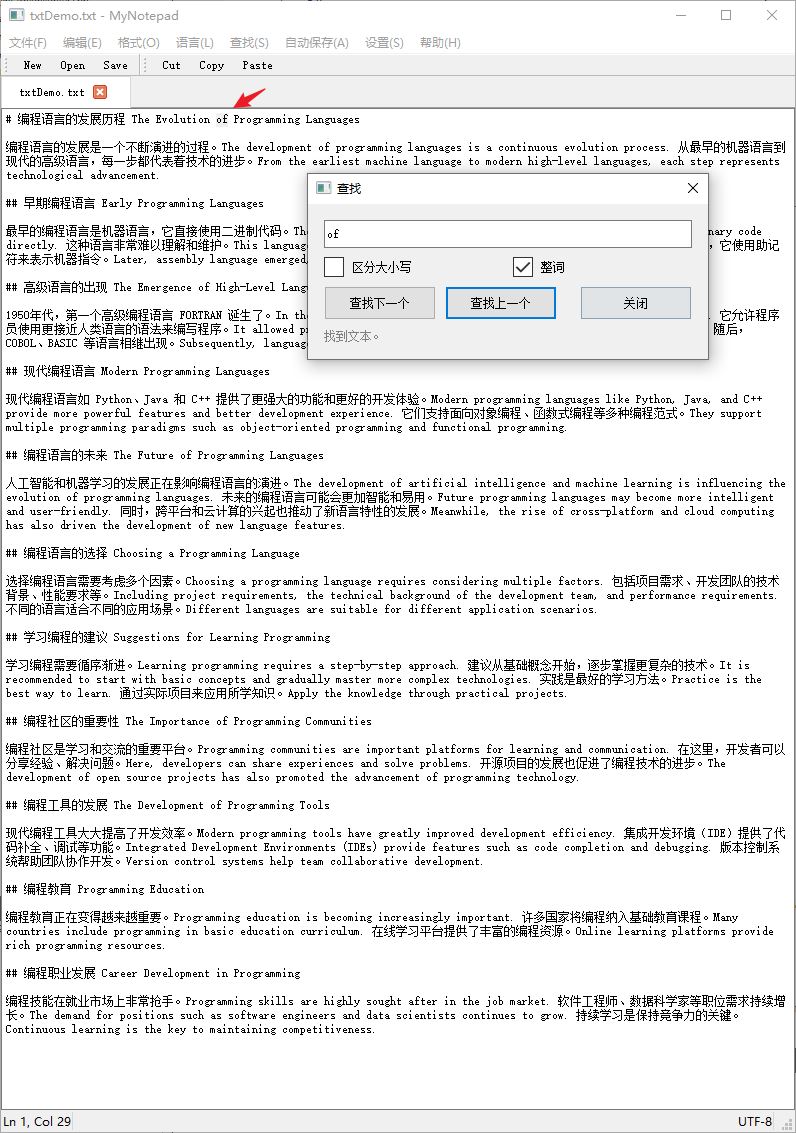 txtDemo.txt - MyNotepad
文件(F) 编辑(E) 格式(O) 语言(L) 查找(S) 自动保存(A) 设置(S) 帮助(H)
New Open Save Cut Copy Paste
txtDemo.txt
# 编程语言的发展历程 The Evolution of Programming Languages
编程语言的发展是一个不断演进的过程。The development of programming languages is a continuous evolution process. 从最早的机器语言到
现代的高级语言，每一步都代表着技术的进步。From the earliest machine language to modern high-level languages, each step represents
technological advancement.
## 早期编程语言 Early Programming Languages
最早的编程语言是机器语言，它直接使用二进制代码。Th
nary code
directly. 这种语言非常难以理解和维护。This languag
，它使用助记
符来表示机器指令。Later, assembly language emerged,
## 高级语言的出现 The Emergence of High-Level Lang
1950年代，第一个高级编程语言 FORTRAN 诞生了。In th
. 它允许程序
员使用更接近人类语言的语法来编写程序。It allowed pr
随后，
COBOL、BASIC 等语言相继出现。Subsequently, languag
查找
of
区分大小写 整词
查找下一个 查找上一个 关闭
找到文本。
## 现代编程语言 Modern Programming Languages
现代编程语言如 Python、Java 和 C++ 提供了更强大的功能和更好的开发体验。Modern programming languages like Python, Java, and C++
provide more powerful features and better development experience. 它们支持面向对象编程、函数式编程等多种编程范式。They support
multiple programming paradigms such as object-oriented programming and functional programming.
## 编程语言的未来 The Future of Programming Languages
人工智能和机器学习的发展正在影响编程语言的演进。The development of artificial intelligence and machine learning is influencing the
evolution of programming languages. 未来的编程语言可能会更加智能和易用。Future programming languages may become more intelligent
and user-friendly. 同时，跨平台和云计算的兴起也推动了新语言特性的发展。Meanwhile, the rise of cross-platform and cloud computing
has also driven the development of new language features.
## 编程语言的选择 Choosing a Programming Language
选择编程语言需要考虑多个因素。Choosing a programming language requires considering multiple factors. 包括项目需求、开发团队的技术
背景、性能要求等。Including project requirements, the technical background of the development team, and performance requirements.
不同的语言适合不同的应用场景。Different languages are suitable for different application scenarios.
## 学习编程的建议 Suggestions for Learning Programming
学习编程需要循序渐进。Learning programming requires a step-by-step approach. 建议从基础概念开始，逐步掌握更复杂的技术。It is
recommended to start with basic concepts and gradually master more complex technologies. 实践是最好的学习方法。Practice is the
best way to learn. 通过实际项目来应用所学知识。Apply the knowledge through practical projects.
## 编程社区的重要性 The Importance of Programming Communities
编程社区是学习和交流的重要平台。Programming communities are important platforms for learning and communication. 在这里，开发者可以
分享经验、解决问题。Here, developers can share experiences and solve problems. 开源项目的发展也促进了编程技术的进步。The
development of open source projects has also promoted the advancement of programming technology.
## 编程工具的发展 The Development of Programming Tools
现代编程工具大大提高了开发效率。Modern programming tools have greatly improved development efficiency. 集成开发环境（IDE）提供了代
码补全、调试等功能。Integrated Development Environments (IDEs) provide features such as code completion and debugging. 版本控制系
统帮助团队协作开发。Version control systems help team collaborative development.
## 编程教育 Programming Education
编程教育正在变得越来越重要。Programming education is becoming increasingly important. 许多国家将编程纳入基础教育课程。Many
countries include programming in basic education curriculum. 在线学习平台提供了丰富的编程资源。Online learning platforms provide
rich programming resources.
## 编程职业发展 Career Development in Programming
编程技能在就业市场上非常抢手。Programming skills are highly sought after in the job market. 软件工程师、数据科学家等职位需求持续增
长。The demand for positions such as software engineers and data scientists continues to grow. 持续学习是保持竞争力的关键。
Continuous learning is the key to maintaining competitiveness.
Ln 1, Col 29 UTF-8